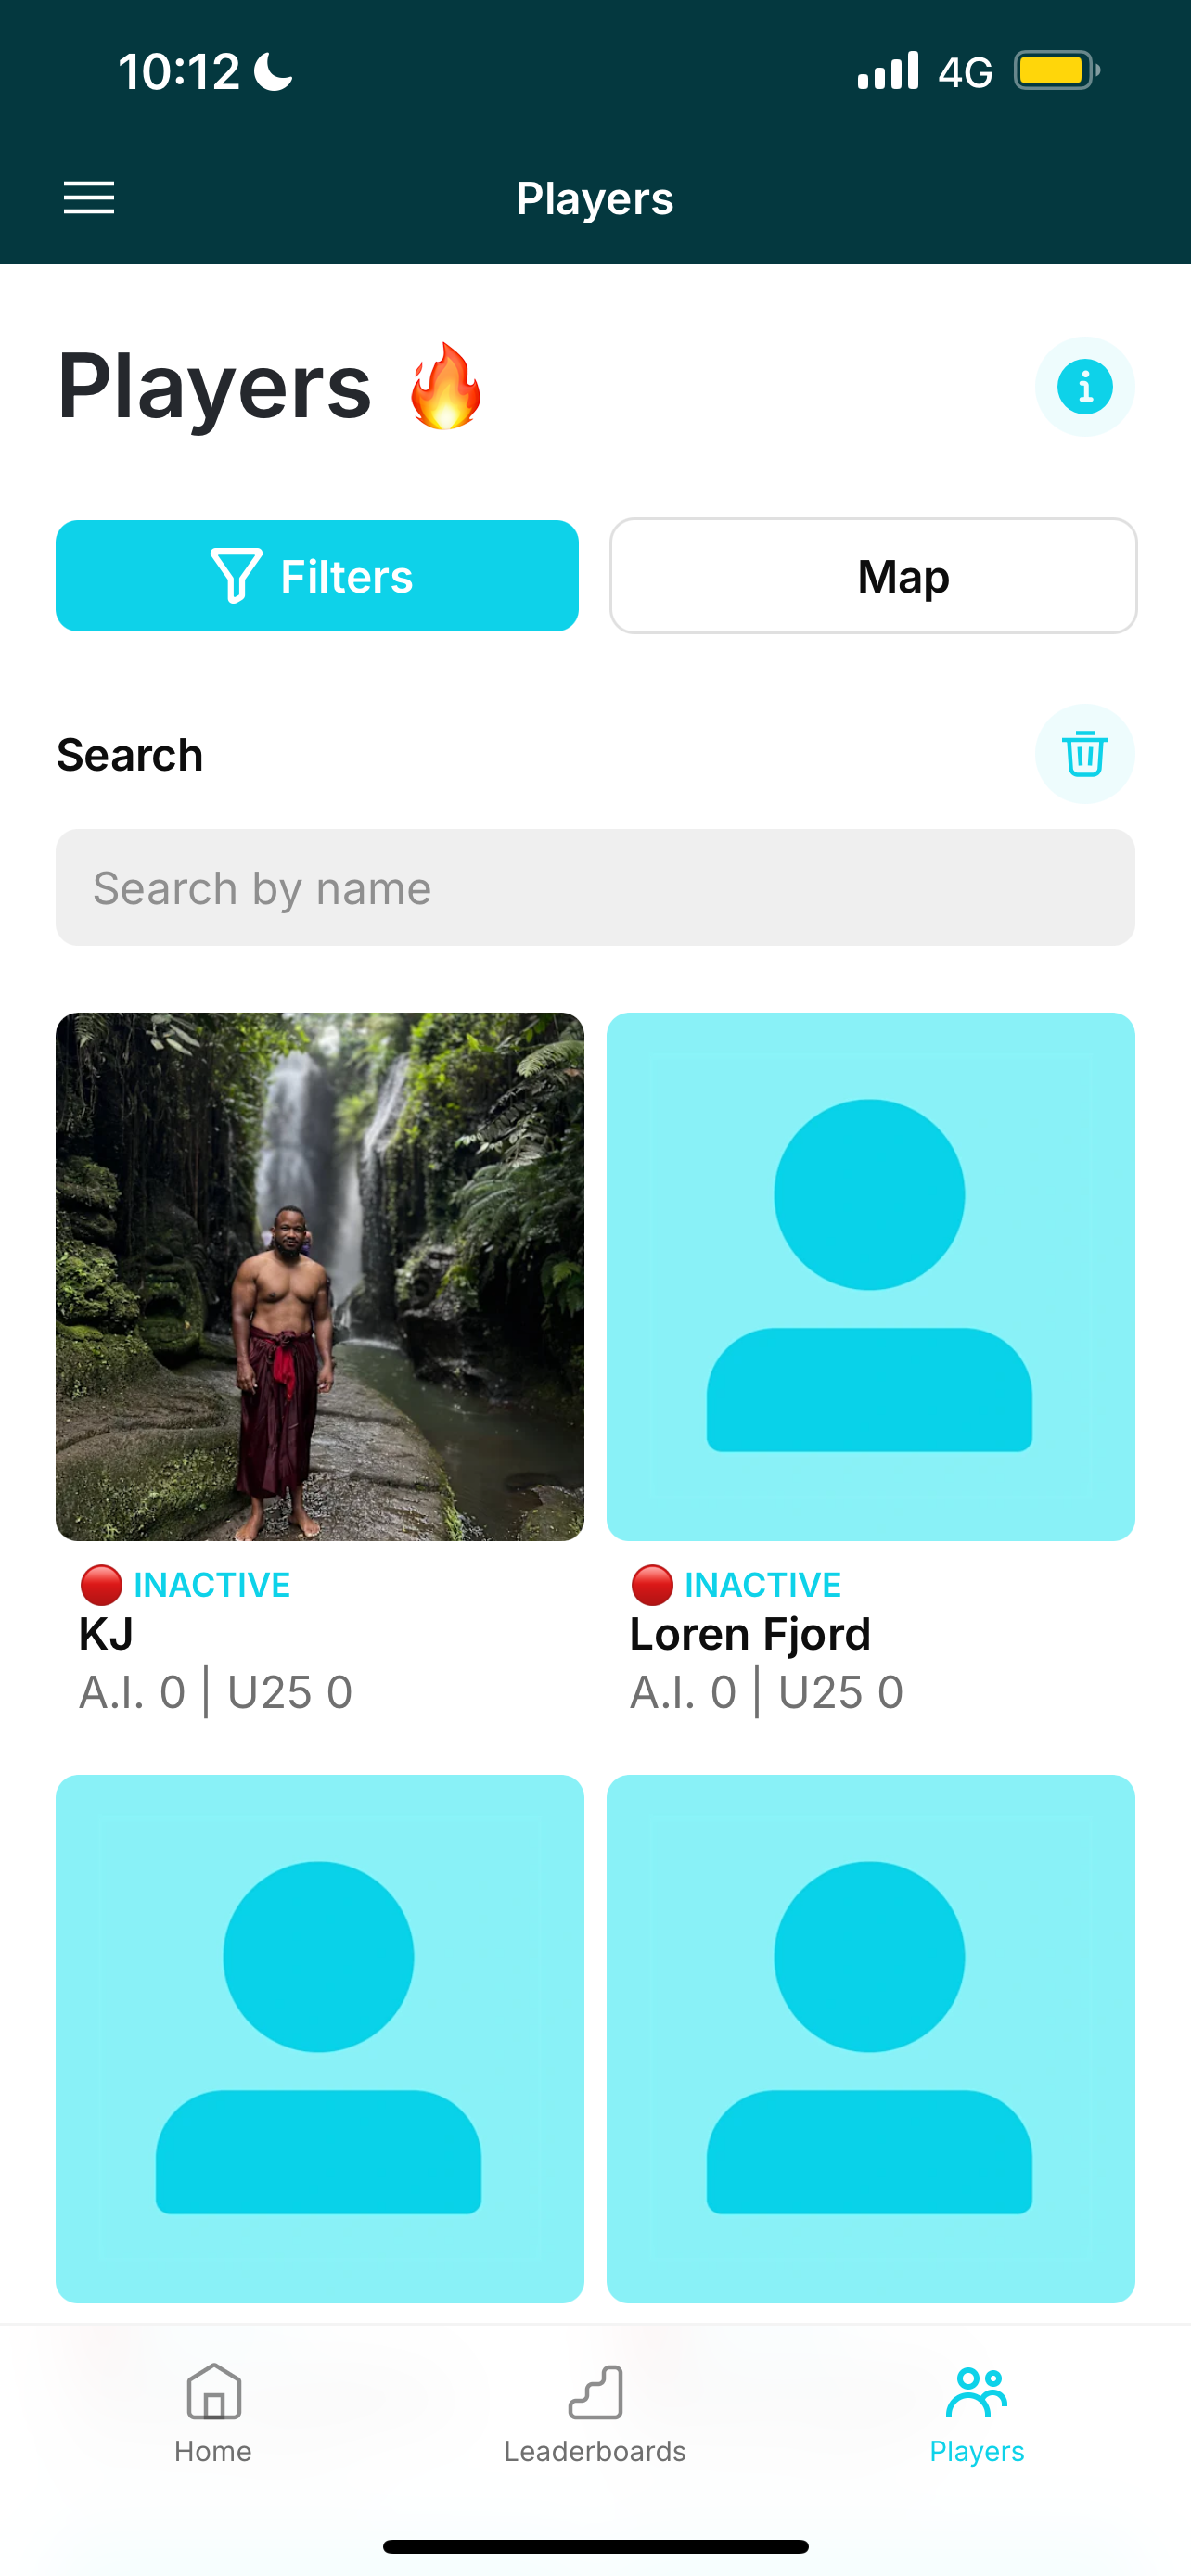 10:12
4G
Players
Players 🔥
Filters
Map
Search
Search by name
🔴 INACTIVE
KJ
A.I. 0 | U25 0
🔴 INACTIVE
Loren Fjord
A.I. 0 | U25 0
Home
Leaderboards
Players